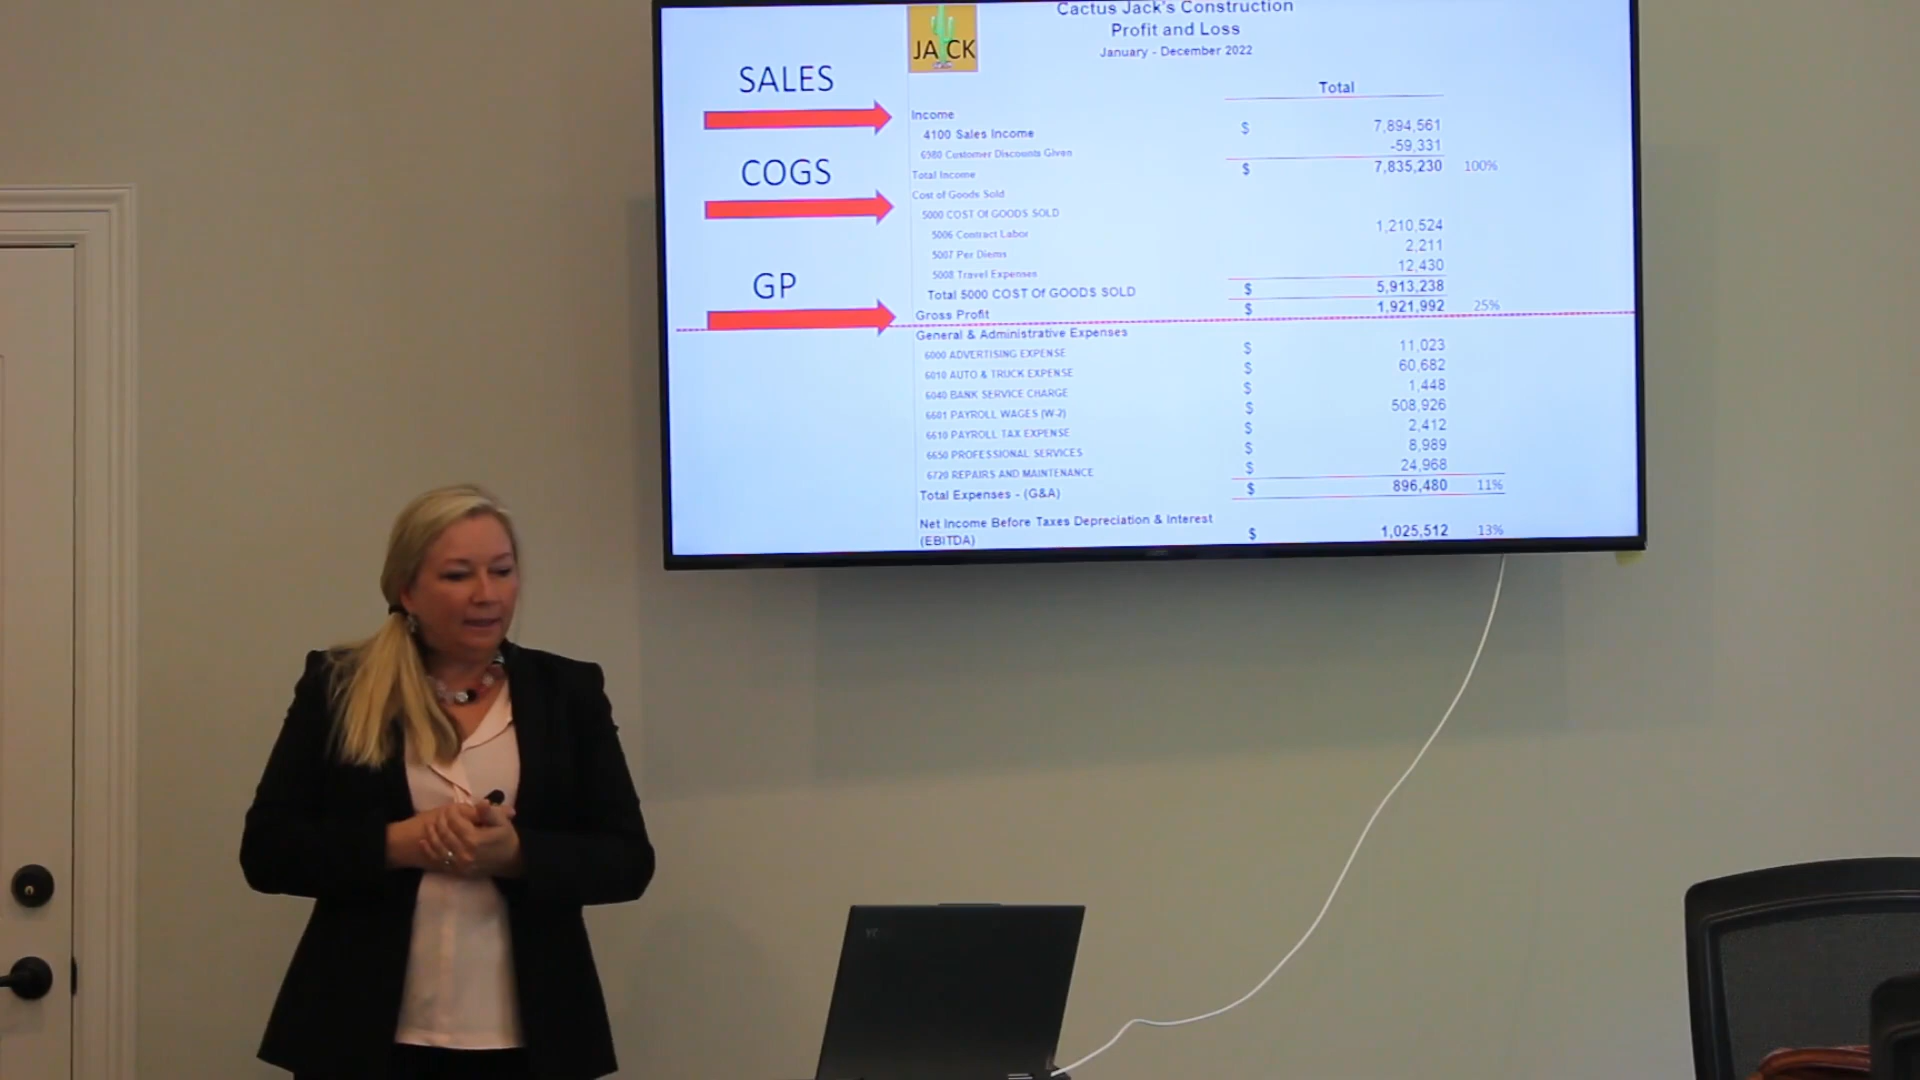 JACK
Cactus Jack's Construction
Profit and Loss
January - December 2022
Total
SALES
Income
4100 Sales Income $ 7,894,561
6980 Customer Discounts Given -59,331
Total Income $ 7,835,230 100%
COGS
Cost of Goods Sold
5000 COST Of GOODS SOLD
5006 Contract Labor 1,210,524
5007 Per Diems 2,211
5008 Travel Expenses 12,430
Total 5000 COST Of GOODS SOLD $ 5,913,238
GP
Gross Profit $ 1,921,992 25%
General & Administrative Expenses
6000 ADVERTISING EXPENSE $ 11,023
6010 AUTO & TRUCK EXPENSE $ 60,682
6040 BANK SERVICE CHARGE $ 1,448
6601 PAYROLL WAGES (W-2) $ 508,926
6610 PAYROLL TAX EXPENSE $ 2,412
6650 PROFESSIONAL SERVICES $ 8,989
6720 REPAIRS AND MAINTENANCE $ 24,968
Total Expenses - (G&A) $ 896,480 11%
Net Income Before Taxes Depreciation & Interest
(EBITDA) $ 1,025,512 13%